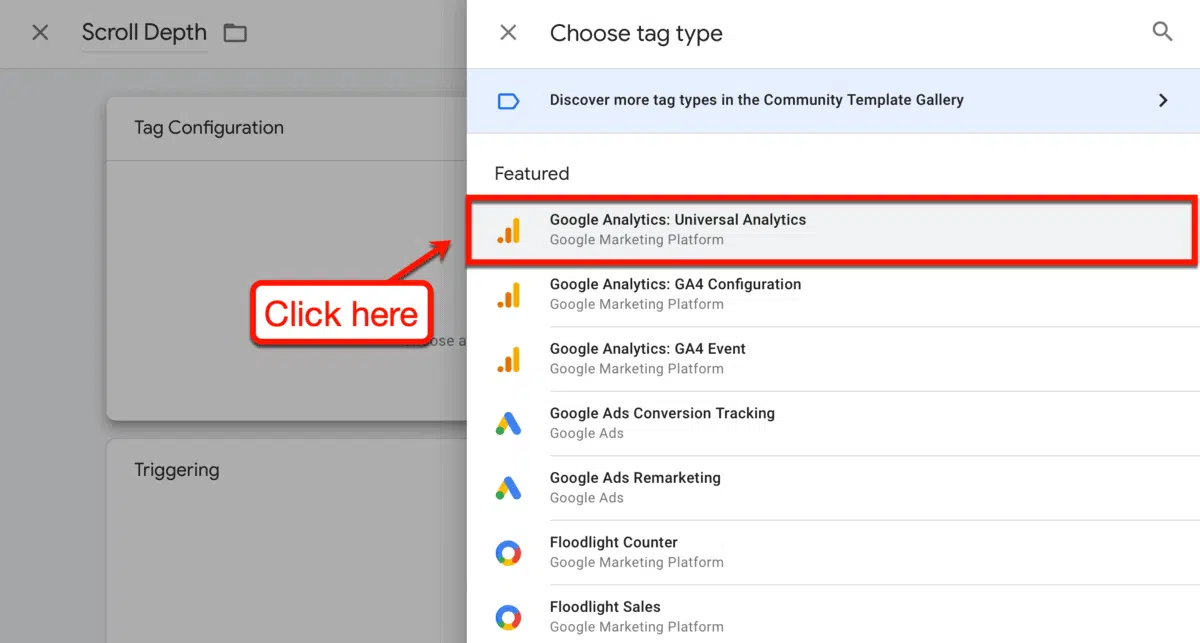 Scroll Depth
Tag Configuration
Click here
Triggering
Choose tag type
Discover more tag types in the Community Template Gallery
Featured
Google Analytics: Universal Analytics
Google Marketing Platform
Google Analytics: GA4 Configuration
Google Marketing Platform
Google Analytics: GA4 Event
Google Marketing Platform
Google Ads Conversion Tracking
Google Ads
Google Ads Remarketing
Google Ads
Floodlight Counter
Google Marketing Platform
Floodlight Sales
Google Marketing Platform